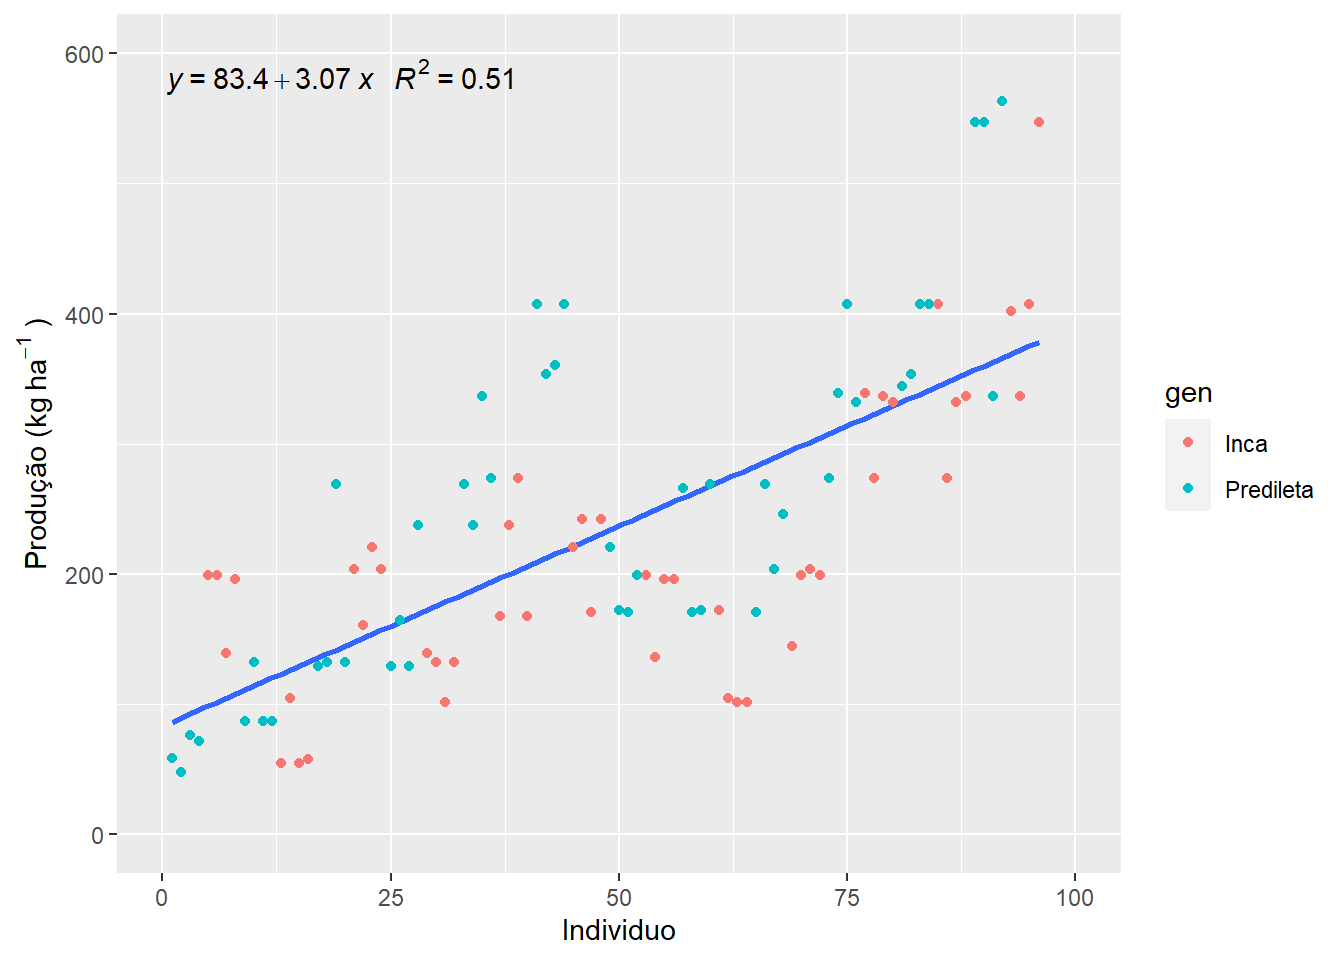 y = 83.4 + 3.07 x R² = 0.51
600
400
200
0
Produção (kg ha⁻¹ )
0 25 50 75 100
Individuo
gen
Inca
Predileta